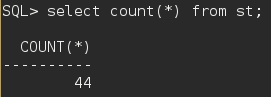 SQL> select count(*) from st;
COUNT(*)
----------
44